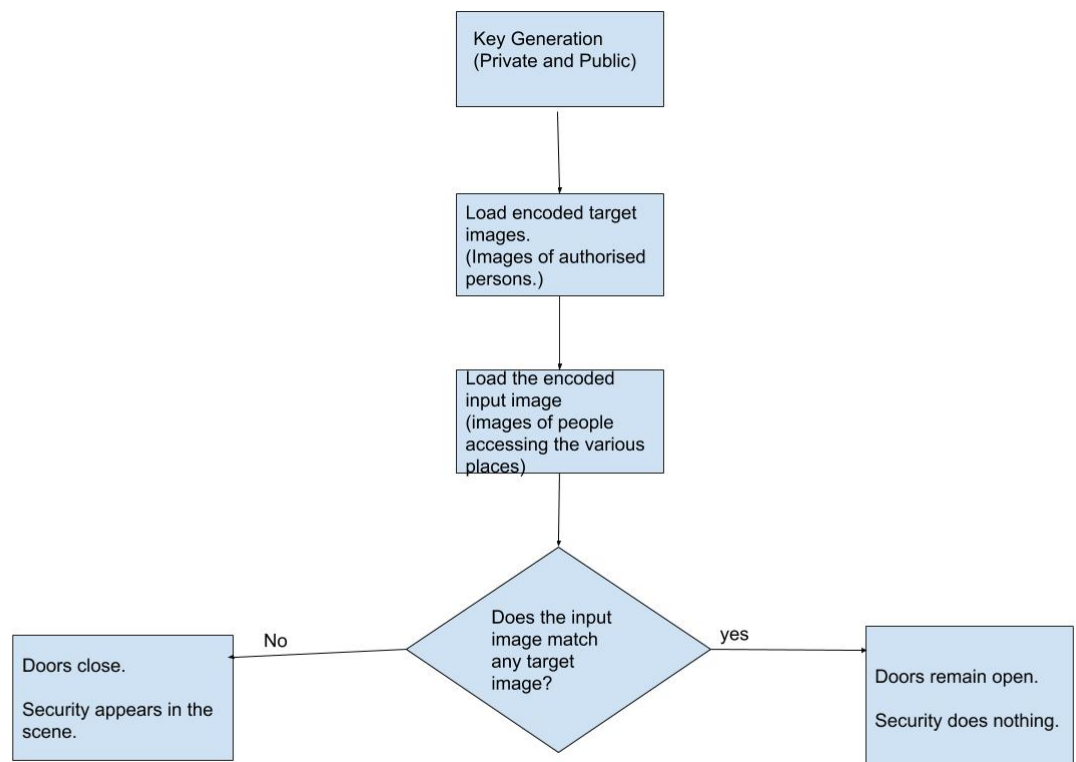 Key Generation
(Private and Public)
Load encoded target
images.
(Images of authorised
persons.)
Load the encoded
input image
(images of people
accessing the various
places)
Does the input
image match
any target
image?
No
yes
Doors close.
Security appears in the
scene.
Doors remain open.
Security does nothing.